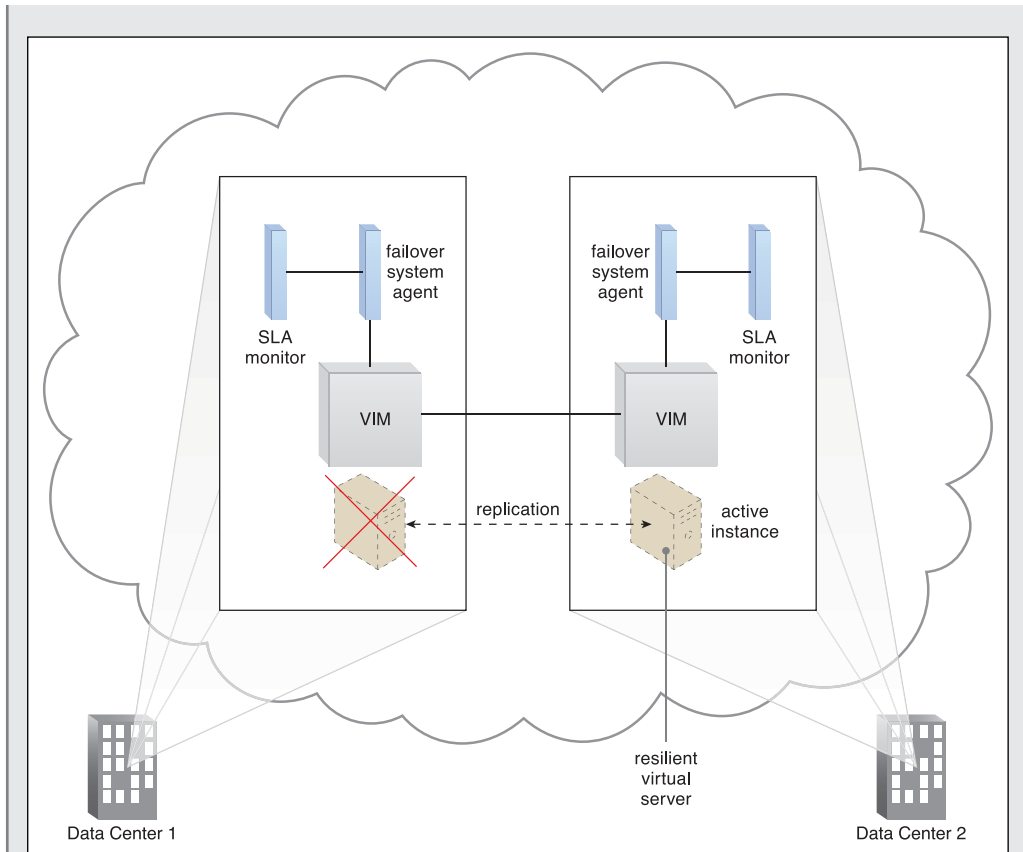 failover
system
agent
SLA
monitor
VIM
failover
system
agent
SLA
monitor
VIM
replication
active
instance
resilient
virtual
server
Data Center 1
Data Center 2